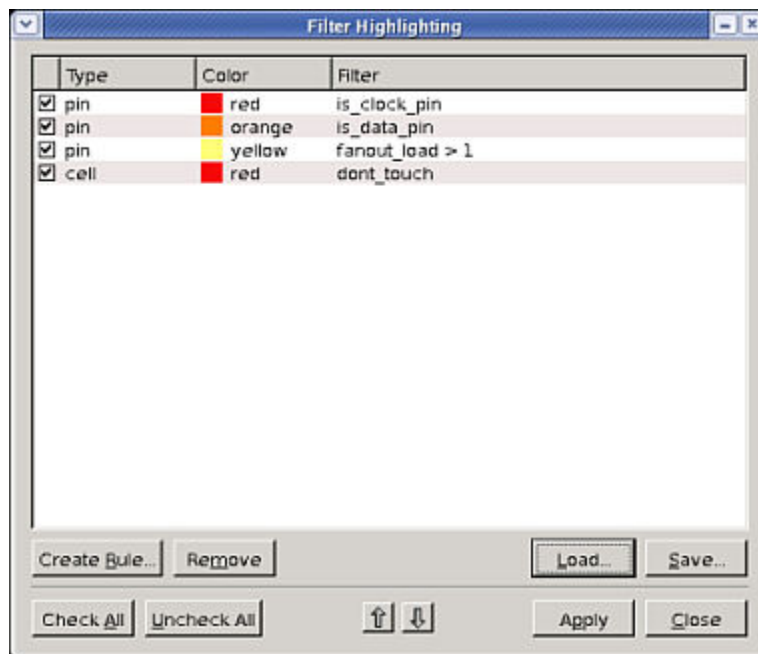 Filter Highlighting
Type Color Filter
pin red is_clock_pin
pin orange is_data_pin
pin yellow fanout_load > 1
cell red dont_touch
Create Rule... Remove Load... Save...
Check All Uncheck All Apply Close